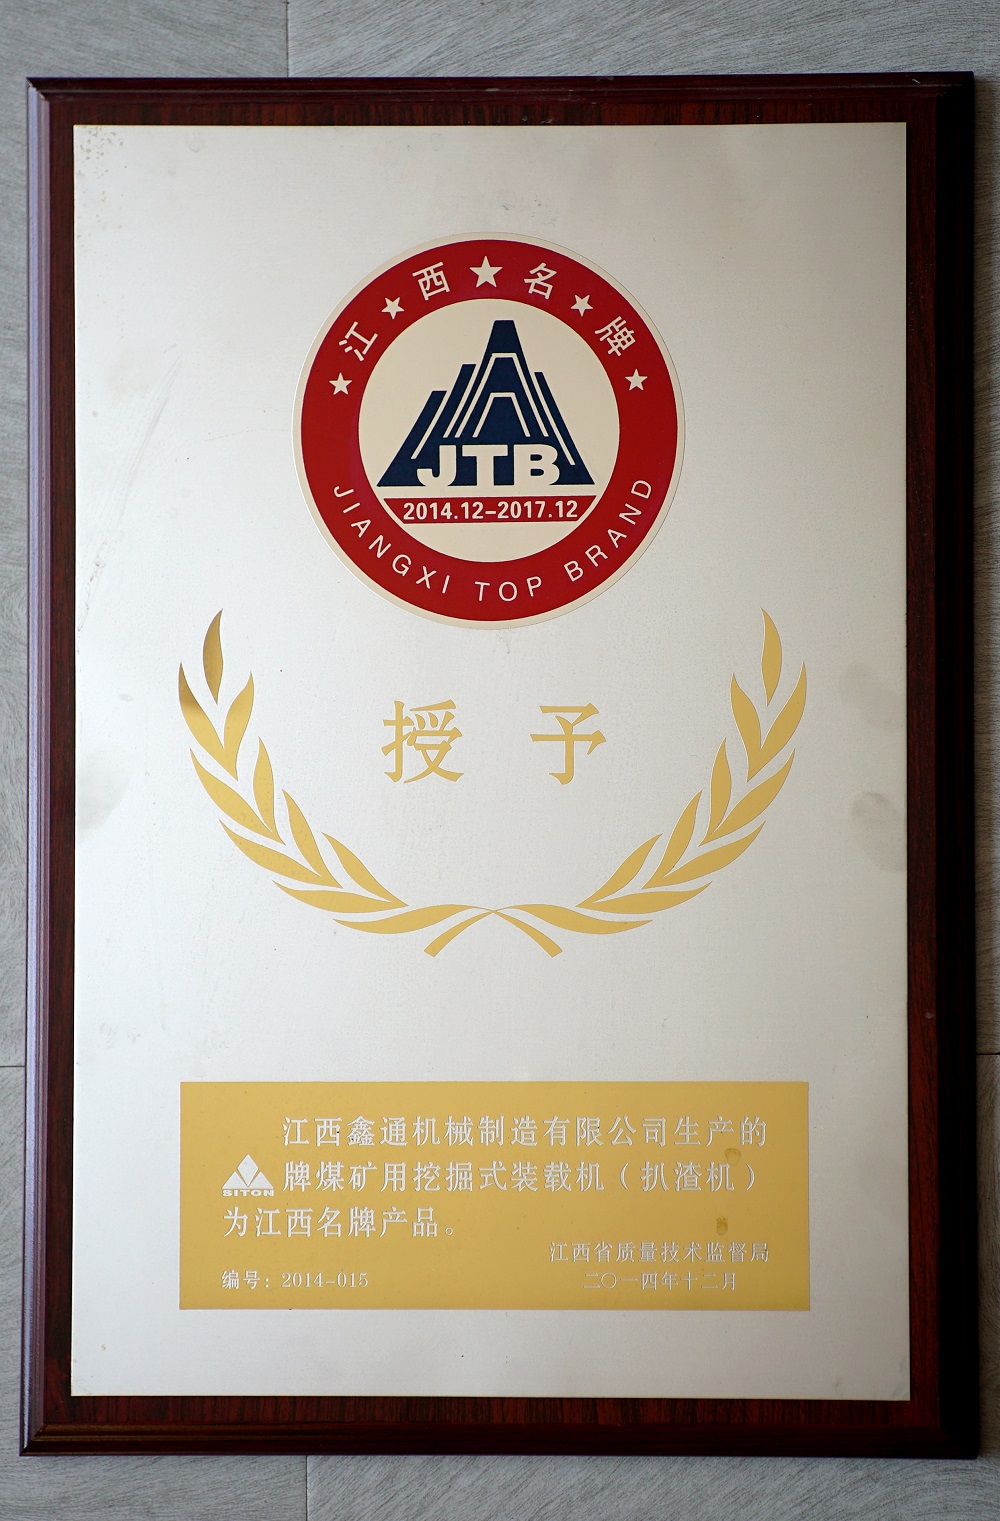 ★江★西★名★牌★
JTB
2014.12-2017.12
JIANGXI TOP BRAND
授予
江西鑫通机械制造有限公司生产的
SITON 牌煤矿用挖掘式装载机（扒渣机）
为江西名牌产品。
江西省质量技术监督局
编号：2014-015
二〇一四年十二月